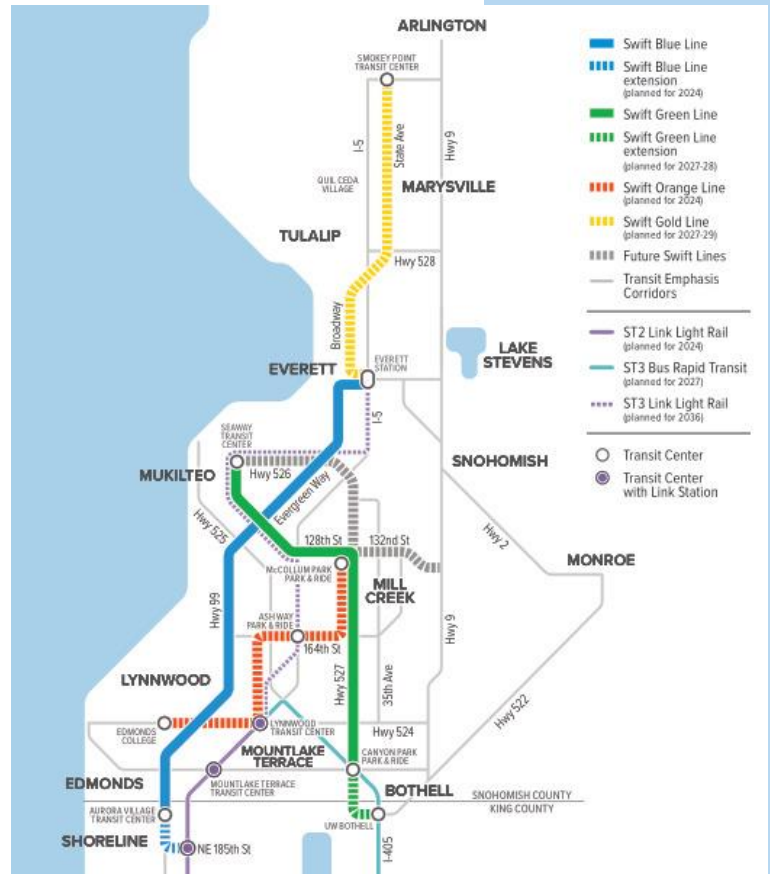 ARLINGTON
SMOKEY POINT
TRANSIT CENTER
I-5
State Ave
Hwy 9
QUIL CEDA
VILLAGE
MARYSVILLE
TULALIP
Hwy 528
Broadway
LAKE
STEVENS
EVERETT
EVERETT
STATION
I-5
SEAWAY
TRANSIT
CENTER
SNOHOMISH
MUKILTEO
Hwy 526
Evergreen Way
Hwy 525
Hwy 2
128th St
132nd St
MONROE
McCOLLUM PARK
PARK & RIDE
MILL
CREEK
Hwy 99
ASH WAY
PARK & RIDE
164th St
Hwy 9
Hwy 527
35th Ave
LYNNWOOD
Hwy 522
EDMONDS
COLLEGE
LYNNWOOD
TRANSIT CENTER
Hwy 524
MOUNTLAKE
TERRACE
CANYON PARK
PARK & RIDE
EDMONDS
MOUNTLAKE TERRACE
TRANSIT CENTER
BOTHELL
SNOHOMISH COUNTY
KING COUNTY
AURORA VILLAGE
TRANSIT CENTER
UW BOTHELL
SHORELINE
NE 185th St
I-405
Swift Blue Line
Swift Blue Line
extension
(planned for 2024)
Swift Green Line
Swift Green Line
extension
(planned for 2027-28)
Swift Orange Line
(planned for 2024)
Swift Gold Line
(planned for 2027-29)
Future Swift Lines
Transit Emphasis
Corridors
ST2 Link Light Rail
(planned for 2024)
ST3 Bus Rapid Transit
(planned for 2027)
ST3 Link Light Rail
(planned for 2036)
Transit Center
Transit Center
with Link Station